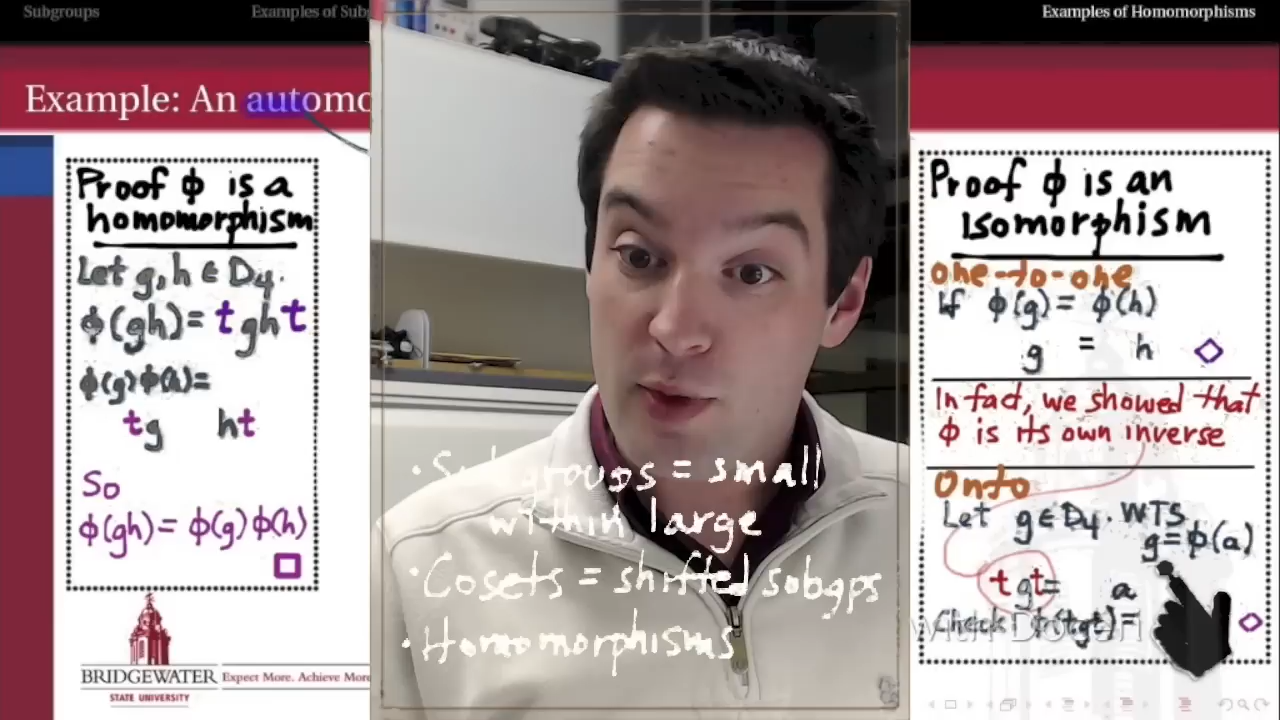 Subgroups
Examples of Sub
Examples of Homomorphisms
Example: An automo
Proof ϕ is a
homomorphism
Let g, h ∈ D4.
ϕ(gh) = t gh t
ϕ(g)ϕ(h) =
tg ht
So
ϕ(gh) = ϕ(g)ϕ(h)
BRIDGEWATER
STATE UNIVERSITY
Expect More. Achieve More
• Subgroups = small
within large
• Cosets = shifted subgps
• Homomorphisms
Proof ϕ is an
Isomorphism
one-to-one
If ϕ(g) = ϕ(h)
g = h
In fact, we showed that
ϕ is its own inverse
Onto
Let g ∈ D4. WTS
g = ϕ(a)
t gt = a
Check: ϕ(tgt) =